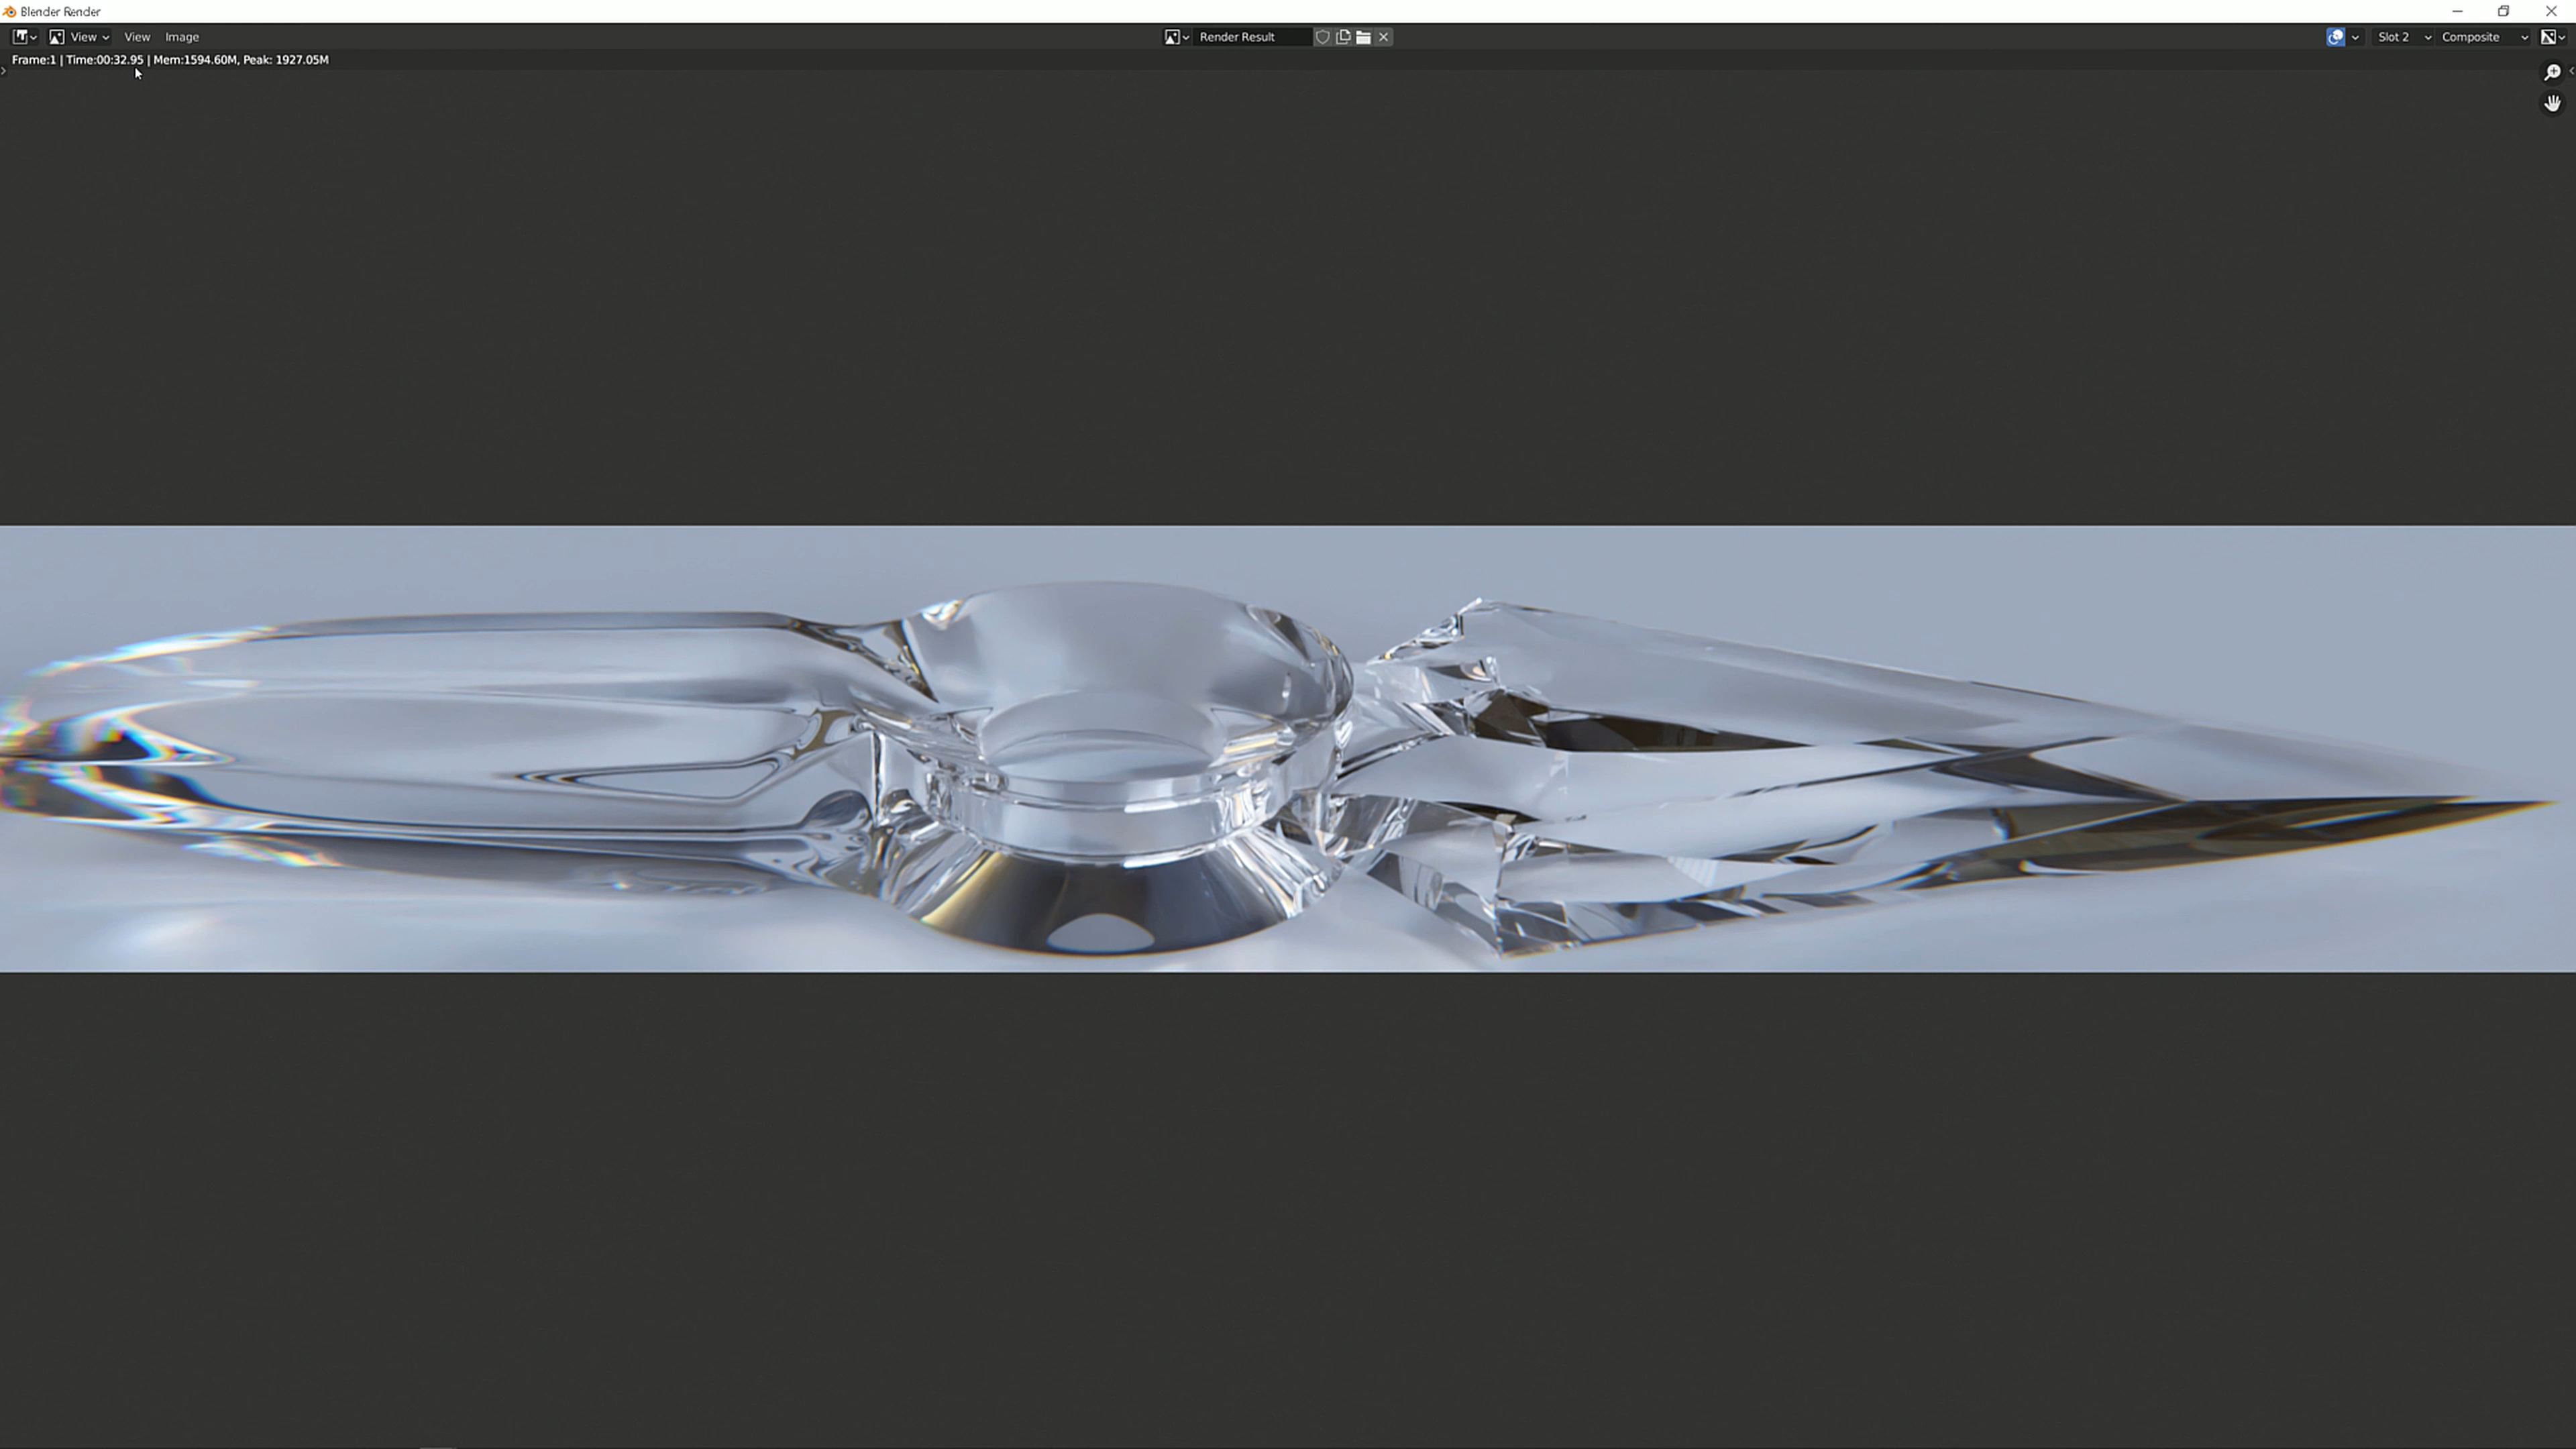 Blender Render
View View Image Render Result Slot 2 Composite
Frame:1 | Time:00:32.95 | Mem:1594.60M, Peak: 1927.05M